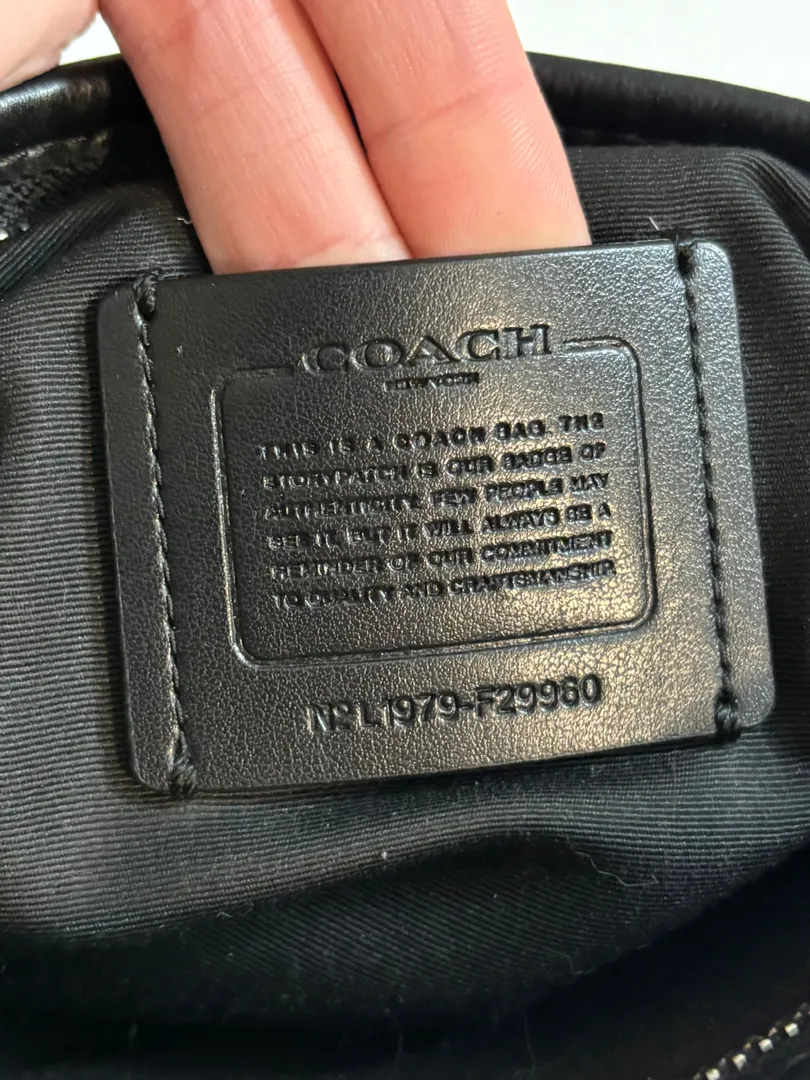 COACH
NEW YORK
THIS IS A COACH BAG. THE
STORYPATCH IS OUR BADGE OF
AUTHENTICITY. FEW PEOPLE MAY
SEE IT, BUT IT WILL ALWAYS BE A
REMINDER OF OUR COMMITMENT
TO QUALITY AND CRAFTSMANSHIP.
Nº L1979-F29960